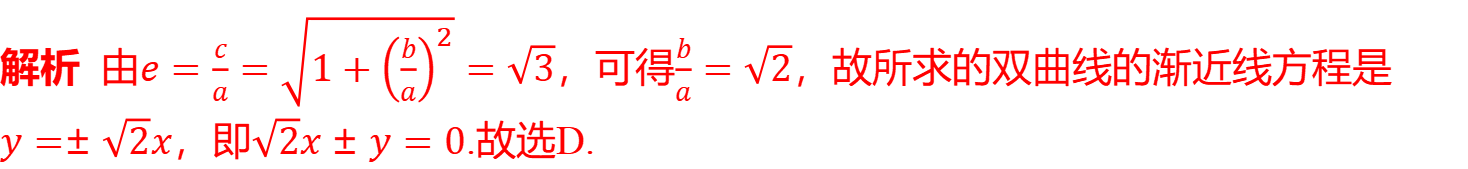 解析 由e = c/a = √(1 + (b/a)²) = √3，可得b/a = √2，故所求的双曲线的渐近线方程是
y =± √2x，即√2x ± y = 0.故选D.